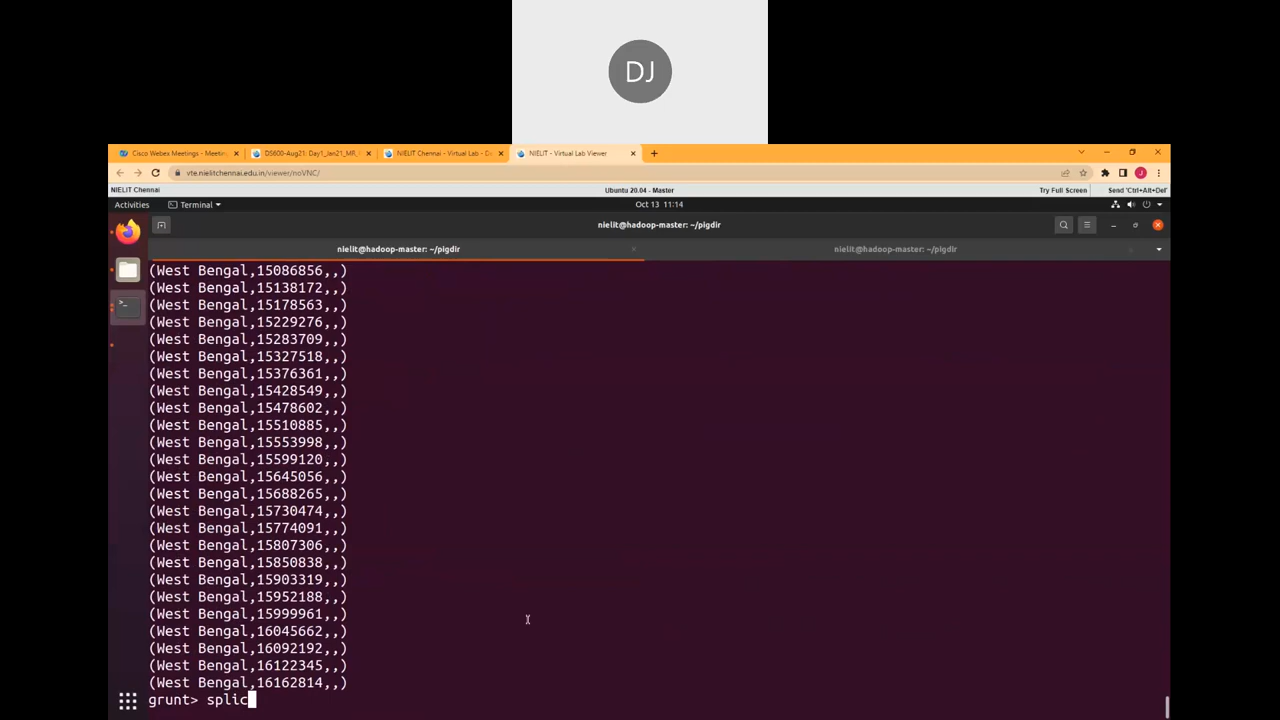 DJ
Cisco Webex Meetings - Meetin
DS600-Aug21: Day1_Jan21_MR_
NIELIT Chennai - Virtual Lab - D
NIELIT - Virtual Lab Viewer
vte.nielitchennai.edu.in/viewer/noVNC/
NIELIT Chennai
Ubuntu 20.04 - Master
Try Full Screen
Send 'Ctrl+Alt+Del'
Activities
Terminal
Oct 13 11:14
nielit@hadoop-master: ~/pigdir
nielit@hadoop-master: ~/pigdir
nielit@hadoop-master: ~/pigdir
(West Bengal,15086856,,)
(West Bengal,15138172,,)
(West Bengal,15178563,,)
(West Bengal,15229276,,)
(West Bengal,15283709,,)
(West Bengal,15327518,,)
(West Bengal,15376361,,)
(West Bengal,15428549,,)
(West Bengal,15478602,,)
(West Bengal,15510885,,)
(West Bengal,15553998,,)
(West Bengal,15599120,,)
(West Bengal,15645056,,)
(West Bengal,15688265,,)
(West Bengal,15730474,,)
(West Bengal,15774091,,)
(West Bengal,15807306,,)
(West Bengal,15850838,,)
(West Bengal,15903319,,)
(West Bengal,15952188,,)
(West Bengal,15999961,,)
(West Bengal,16045662,,)
(West Bengal,16092192,,)
(West Bengal,16122345,,)
(West Bengal,16162814,,)
grunt> splic